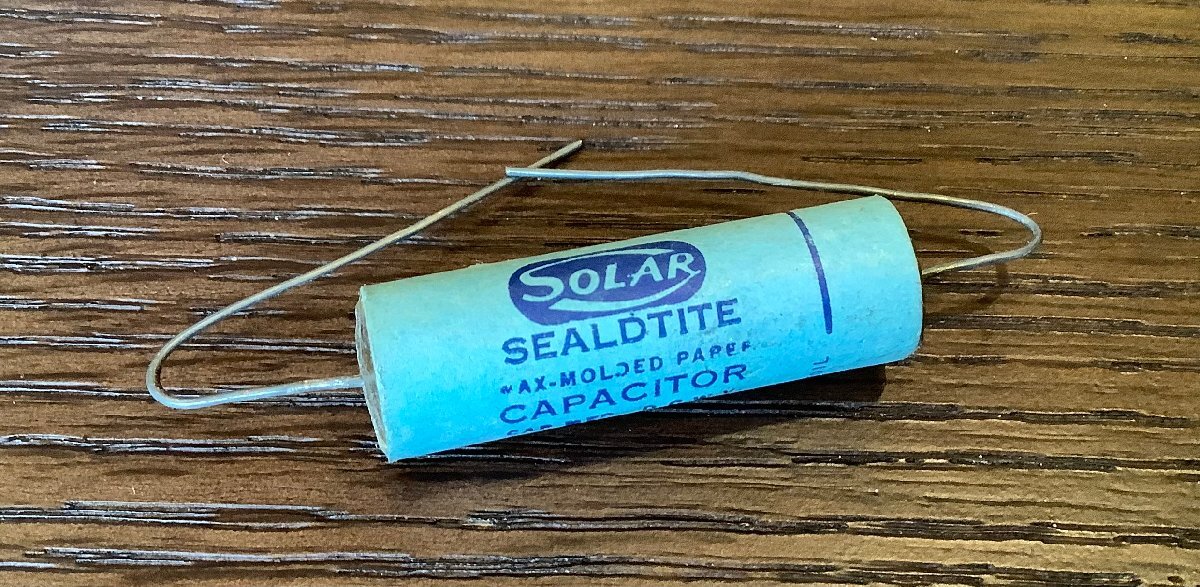 SOLAR
SEALDTITE
WAX-MOLDED PAPER
CAPACITOR